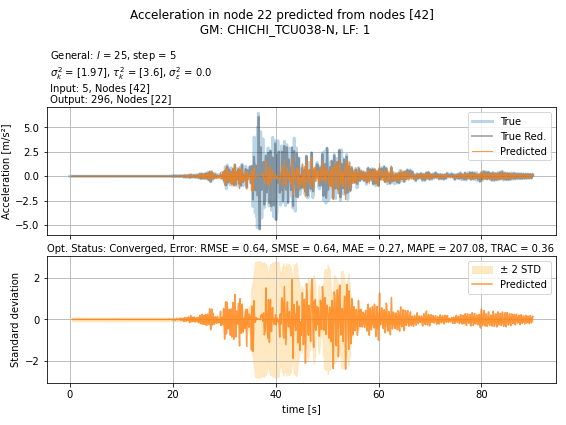 Acceleration in node 22 predicted from nodes [42]
GM: CHICHI_TCU038-N, LF: 1
General: l = 25, step = 5
σ²ₖ = [1.97], τ²ₖ = [3.6], σ²ε = 0.0
Input: 5, Nodes [42]
Output: 296, Nodes [22]
Acceleration [m/s²]
5.0
2.5
0.0
−2.5
−5.0
True
True Red.
Predicted
Opt. Status: Converged, Error: RMSE = 0.64, SMSE = 0.64, MAE = 0.27, MAPE = 207.08, TRAC = 0.36
Standard deviation
2
0
−2
± 2 STD
Predicted
0 20 40 60 80
time [s]